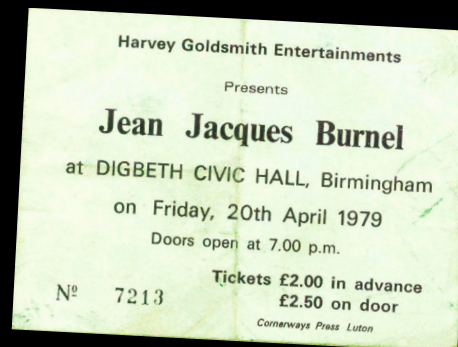 Harvey Goldsmith Entertainments
Presents
Jean Jacques Burnel
at DIGBETH CIVIC HALL, Birmingham
on Friday, 20th April 1979
Doors open at 7.00 p.m.
Tickets £2.00 in advance
Nº 7213
£2.50 on door
Cornerways Press Luton